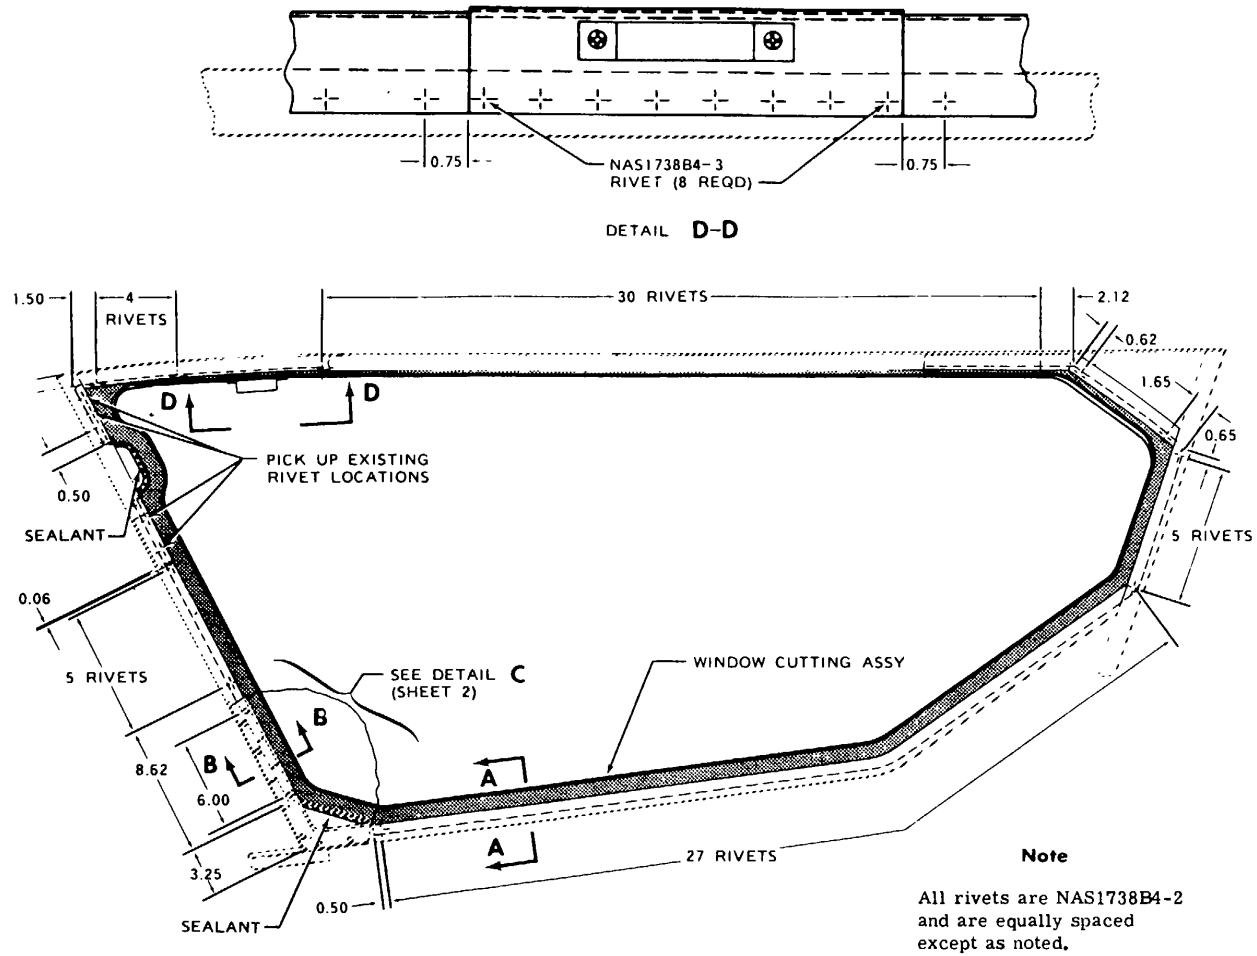 0.75
NAS1738B4-3
RIVET (8 REQD)
0.75
DETAIL D-D
1.50
4
RIVETS
30 RIVETS
2.12
0.62
1.65
0.65
D
D
PICK UP EXISTING
RIVET LOCATIONS
0.50
SEALANT
5 RIVETS
0.06
5 RIVETS
SEE DETAIL C
(SHEET 2)
WINDOW CUTTING ASSY
B
B
8.62
6.00
A
A
3.25
27 RIVETS
0.50
SEALANT
Note
All rivets are NAS1738B4-2
and are equally spaced
except as noted.